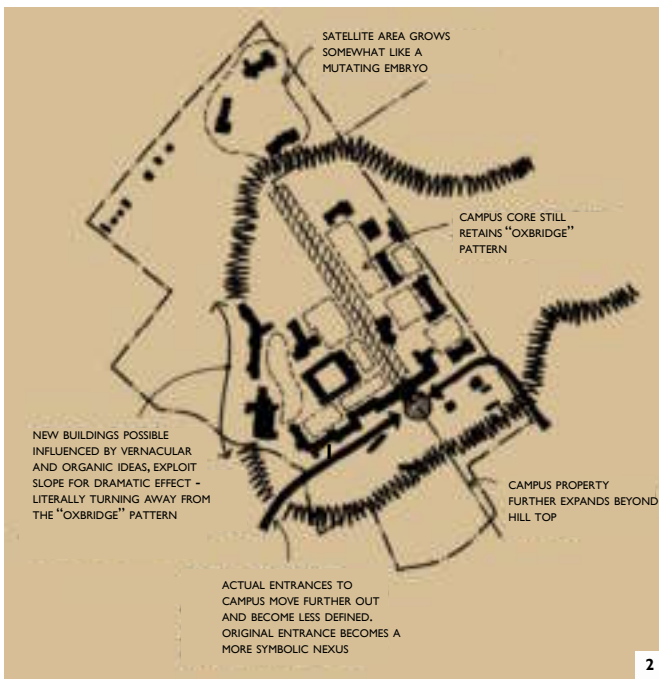 SATELLITE AREA GROWS
SOMEWHAT LIKE A
MUTATING EMBRYO
CAMPUS CORE STILL
RETAINS “OXBRIDGE”
PATTERN
NEW BUILDINGS POSSIBLE
INFLUENCED BY VERNACULAR
AND ORGANIC IDEAS, EXPLOIT
SLOPE FOR DRAMATIC EFFECT -
LITERALLY TURNING AWAY FROM
THE “OXBRIDGE” PATTERN
CAMPUS PROPERTY
FURTHER EXPANDS BEYOND
HILL TOP
ACTUAL ENTRANCES TO
CAMPUS MOVE FURTHER OUT
AND BECOME LESS DEFINED.
ORIGINAL ENTRANCE BECOMES A
MORE SYMBOLIC NEXUS
2